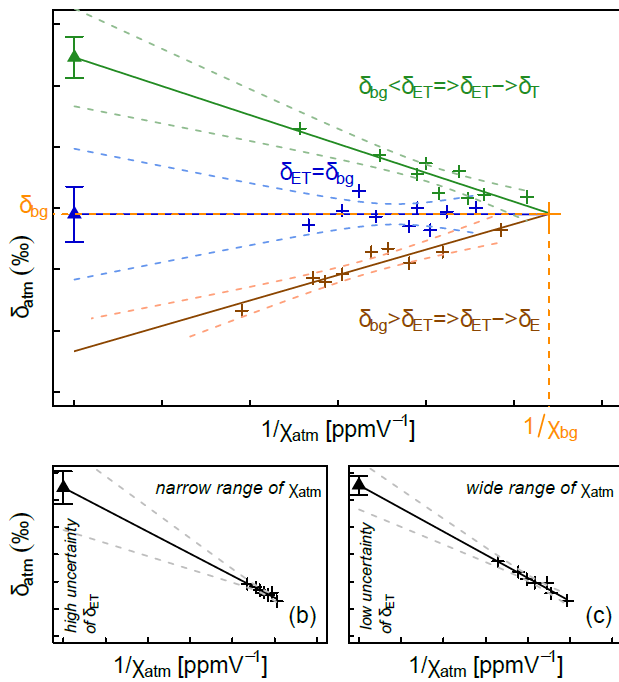 δbg<δET=>δET−>δT
δET=δbg
δbg
δatm (‰)
δbg>δET=>δET−>δE
1/χatm [ppmV−1]
1/χbg
narrow range of χatm
high uncertainty
of δET
(b)
δatm (‰)
1/χatm [ppmV−1]
wide range of χatm
low uncertainty
of δET
(c)
1/χatm [ppmV−1]